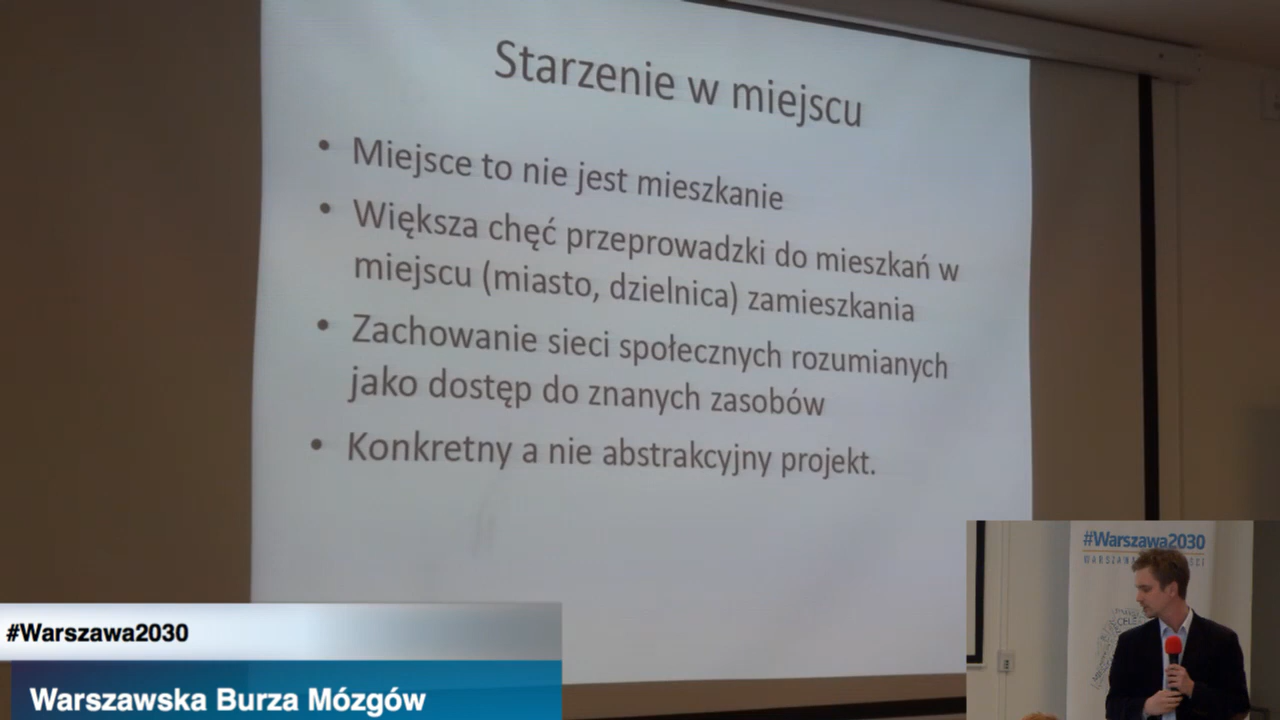 Starzenie w miejscu
• Miejsce to nie jest mieszkanie
• Większa chęć przeprowadzki do mieszkań w
miejscu (miasto, dzielnica) zamieszkania
• Zachowanie sieci społecznych rozumianych
jako dostęp do znanych zasobów
• Konkretny a nie abstrakcyjny projekt.
#Warszawa2030
#Warszawa2030
Warszawska Burza Mózgów